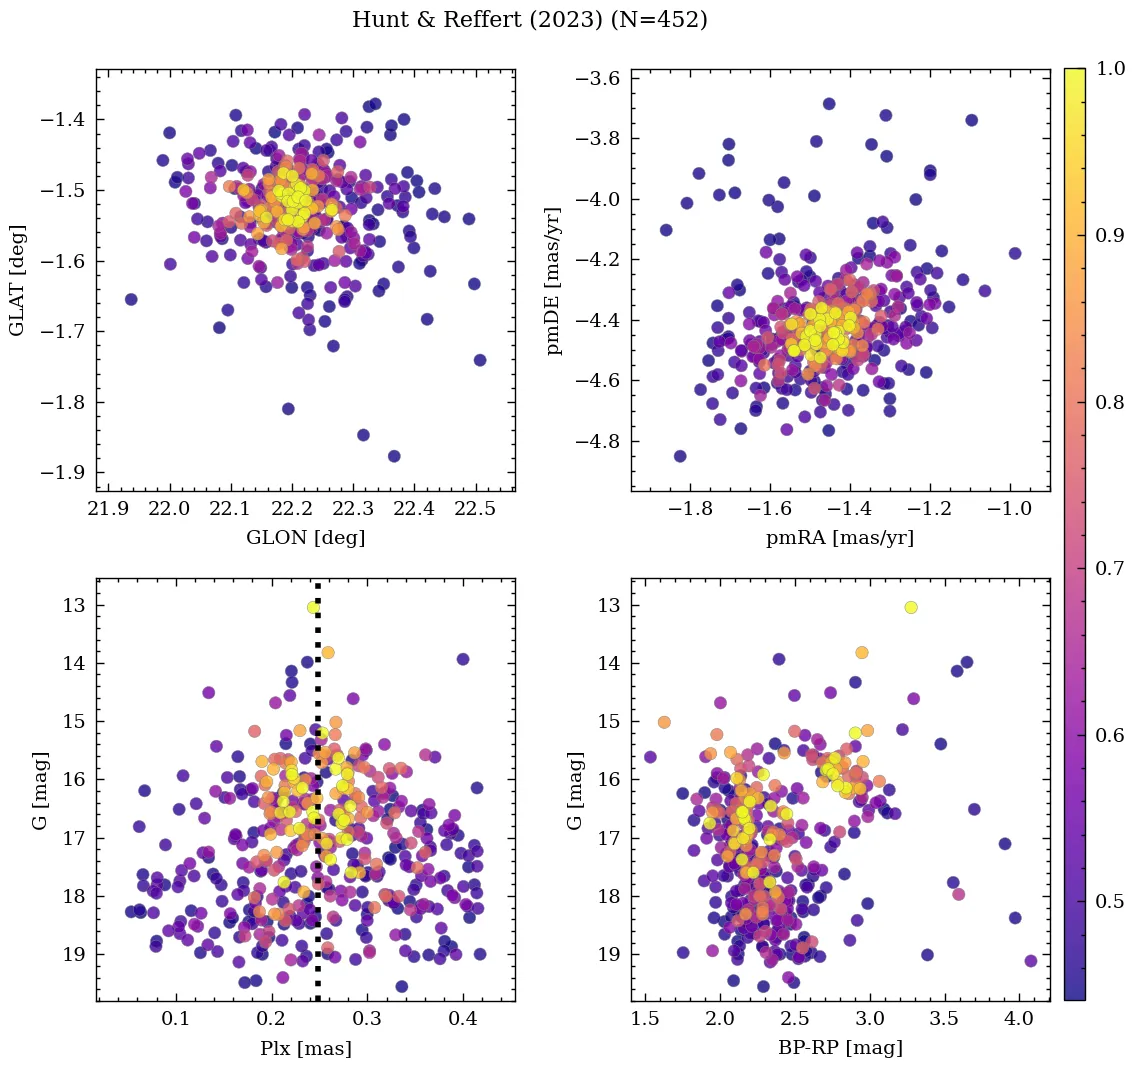 Hunt & Reffert (2023) (N=452)
−1.4
−1.5
−1.6
−1.7
−1.8
−1.9
GLAT [deg]
21.9 22.0 22.1 22.2 22.3 22.4 22.5
GLON [deg]
−3.6
−3.8
−4.0
−4.2
−4.4
−4.6
−4.8
pmDE [mas/yr]
−1.8 −1.6 −1.4 −1.2 −1.0
pmRA [mas/yr]
13
14
15
16
17
18
19
G [mag]
0.1 0.2 0.3 0.4
Plx [mas]
13
14
15
16
17
18
19
G [mag]
1.5 2.0 2.5 3.0 3.5 4.0
BP-RP [mag]
1.0
0.9
0.8
0.7
0.6
0.5